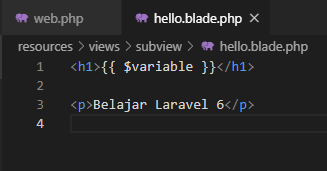 web.php hello.blade.php
resources > views > subview > hello.blade.php
1 <h1>{{ $variable }}</h1>
2
3 <p>Belajar Laravel 6</p>
4